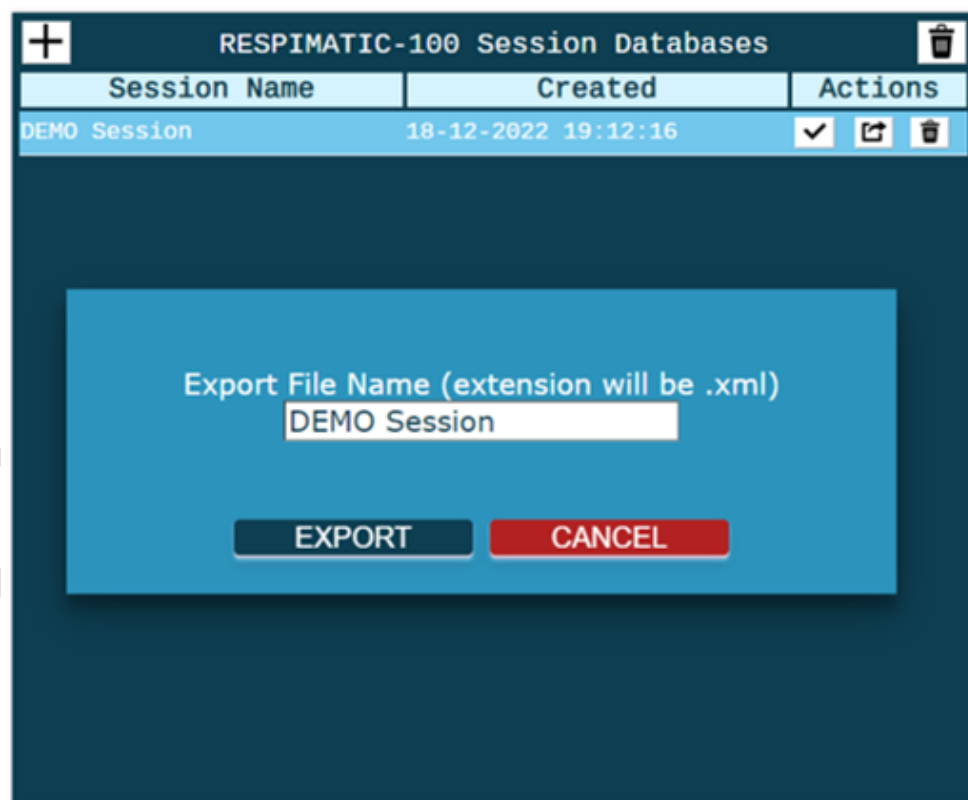 RESPIMATIC-100 Session Databases
Session Name Created Actions
DEMO Session 18-12-2022 19:12:16
Export File Name (extension will be .xml)
DEMO Session
EXPORT CANCEL